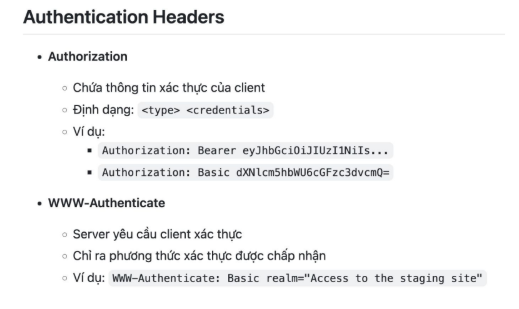 Authentication Headers
Authorization
Chứa thông tin xác thực của client
Định dạng: <type> <credentials>
Ví dụ:
Authorization: Bearer eyJhbGciOiJIUzI1NiIs...
Authorization: Basic dXNlcm5hbWU6cGFzc3dvcmQ=
WWW-Authenticate
Server yêu cầu client xác thực
Chỉ ra phương thức xác thực được chấp nhận
Ví dụ: WWW-Authenticate: Basic realm="Access to the staging site"